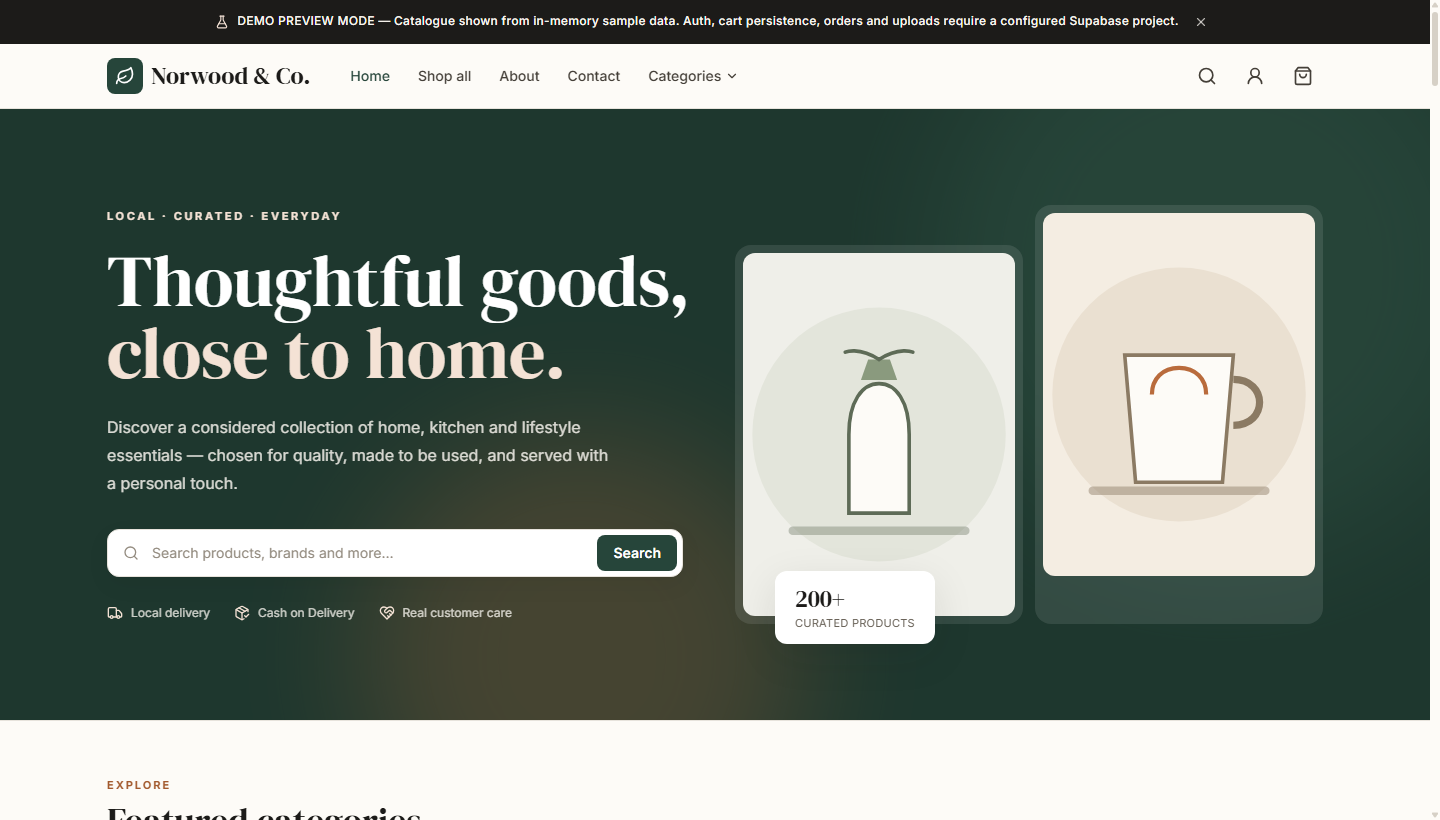 DEMO PREVIEW MODE — Catalogue shown from in-memory sample data. Auth, cart persistence, orders and uploads require a configured Supabase project.
Norwood & Co.
Home
Shop all
About
Contact
Categories
LOCAL · CURATED · EVERYDAY
Thoughtful goods,
close to home.
Discover a considered collection of home, kitchen and lifestyle
essentials — chosen for quality, made to be used, and served with
a personal touch.
Search products, brands and more...
Search
Local delivery
Cash on Delivery
Real customer care
200+
CURATED PRODUCTS
EXPLORE
Featured categories